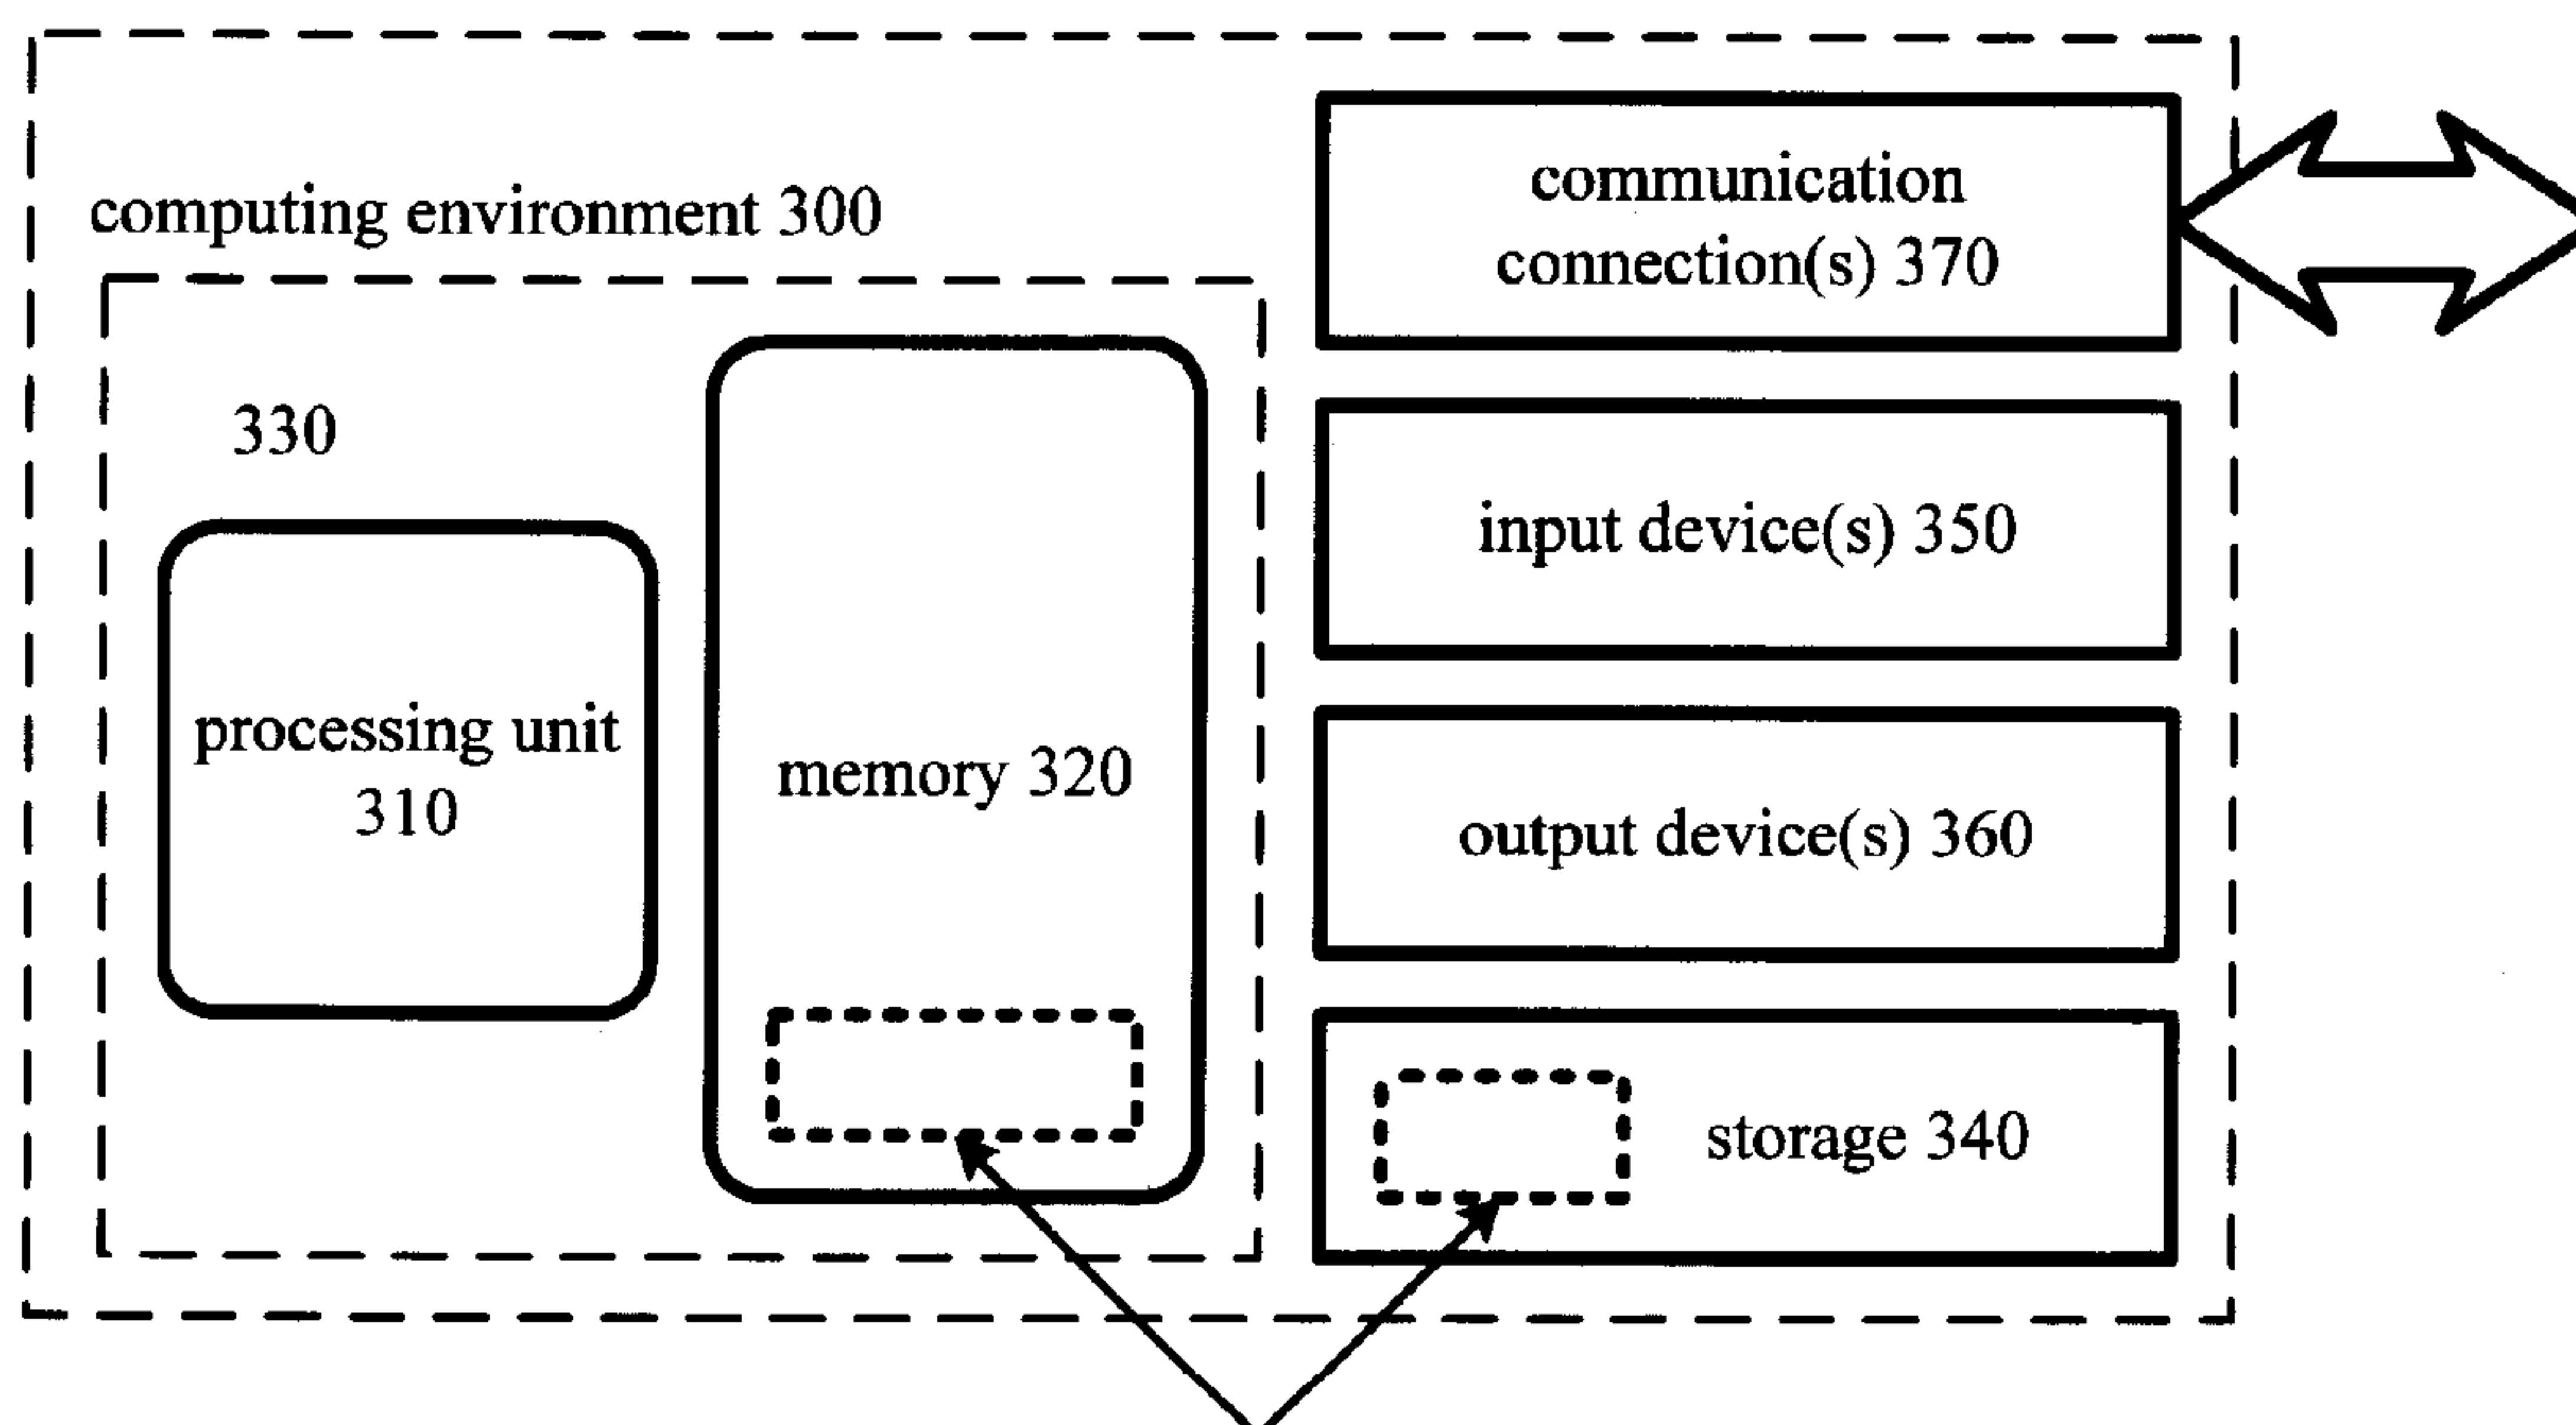 computing environment 300
330
processing unit
310
memory 320
communication
connection(s) 370
input device(s) 350
output device(s) 360
storage 340